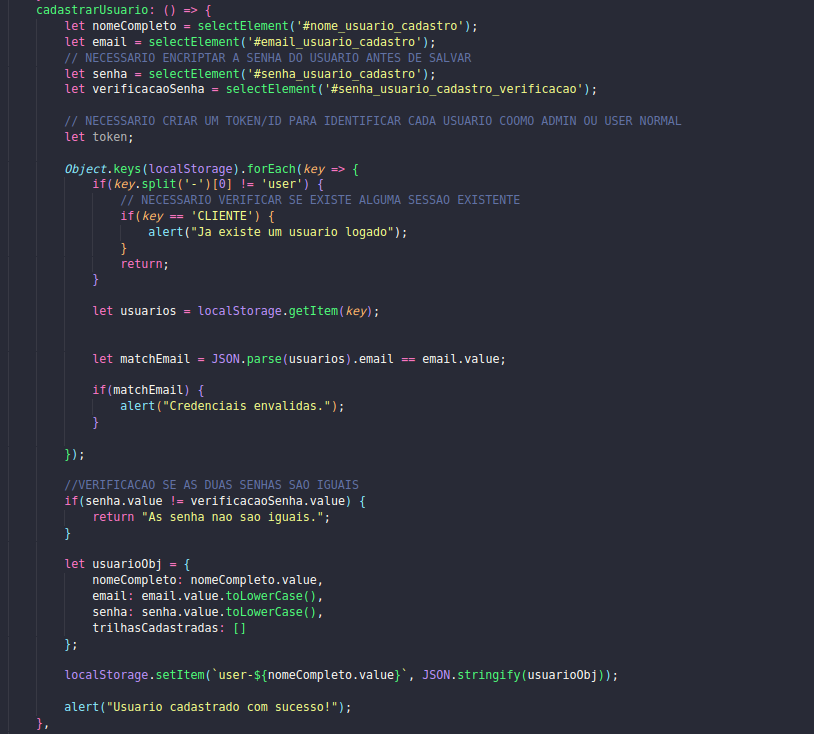 cadastrarUsuario: () => {
let nomeCompleto = selectElement('#nome_usuario_cadastro');
let email = selectElement('#email_usuario_cadastro');
// NECESSARIO ENCRIPTAR A SENHA DO USUARIO ANTES DE SALVAR
let senha = selectElement('#senha_usuario_cadastro');
let verificacaoSenha = selectElement('#senha_usuario_cadastro_verificacao');
// NECESSARIO CRIAR UM TOKEN/ID PARA IDENTIFICAR CADA USUARIO COOMO ADMIN OU USER NORMAL
let token;
Object.keys(localStorage).forEach(key => {
if(key.split('-')[0] != 'user') {
// NECESSARIO VERIFICAR SE EXISTE ALGUMA SESSAO EXISTENTE
if(key == 'CLIENTE') {
alert("Ja existe um usuario logado");
}
return;
}
let usuarios = localStorage.getItem(key);
let matchEmail = JSON.parse(usuarios).email == email.value;
if(matchEmail) {
alert("Credenciais envalidas.");
}
});
//VERIFICACAO SE AS DUAS SENHAS SAO IGUAIS
if(senha.value != verificacaoSenha.value) {
return "As senha nao sao iguais.";
}
let usuarioObj = {
nomeCompleto: nomeCompleto.value,
email: email.value.toLowerCase(),
senha: senha.value.toLowerCase(),
trilhasCadastradas: []
};
localStorage.setItem(`user-${nomeCompleto.value}`, JSON.stringify(usuarioObj));
alert("Usuario cadastrado com sucesso!");
},